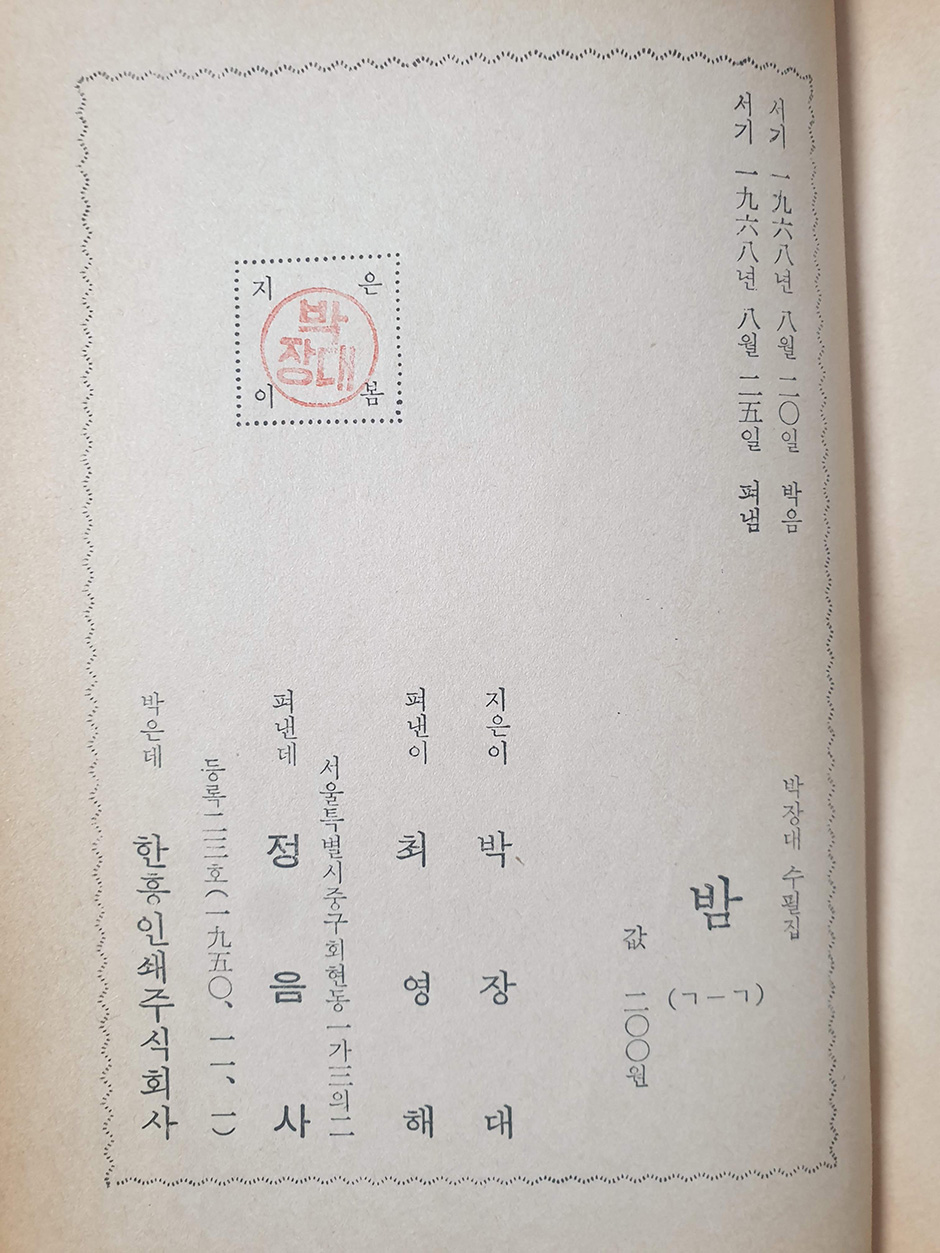 서기 一九六八년 八월 二〇일 박음
서기 一九六八년 八월 二五일 펴냄
박장대 수필집
밤
(ㄱ—ㄱ)
값 二〇〇원
지은이 박장대
펴낸이 최영해
서울특별시중구회현동一가三의二
펴낸데 정음사
등록二三호(一九五〇、一一、一)
박은데 한흥인쇄주식회사
지은이 봄
박장대